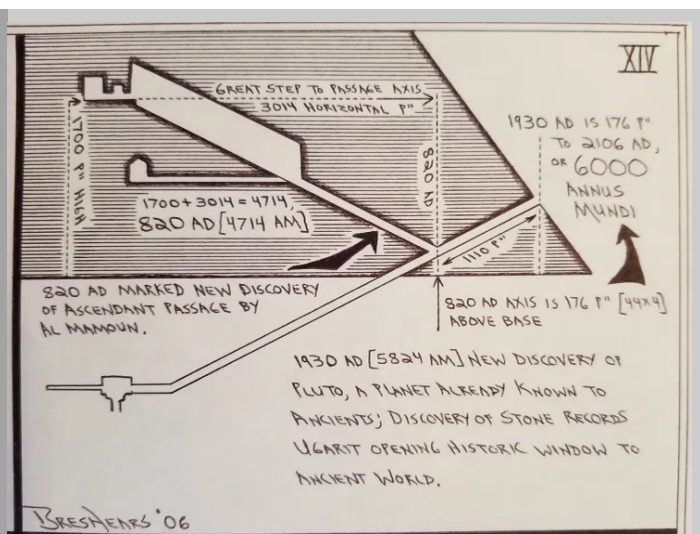 XIV
GREAT STEP TO PASSAGE AXIS
3014 HORIZONTAL P"
1700 P" HIGH
820 AD
1930 AD IS 176 P"
TO 2106 AD,
OR 6000
ANNUS
MUNDI
1700 + 3014 = 4714,
820 AD [4714 AM]
1110 P"
820 AD MARKED NEW DISCOVERY
OF ASCENDANT PASSAGE BY
AL MAMOUN.
820 AD AXIS IS 176 P" [44x4]
ABOVE BASE
1930 AD [5824 AM] NEW DISCOVERY OF
PLUTO, A PLANET ALREADY KNOWN TO
ANCIENTS; DISCOVERY OF STONE RECORDS
UGARIT OPENING HISTORIC WINDOW TO
ANCIENT WORLD.
BRESHEARS '06